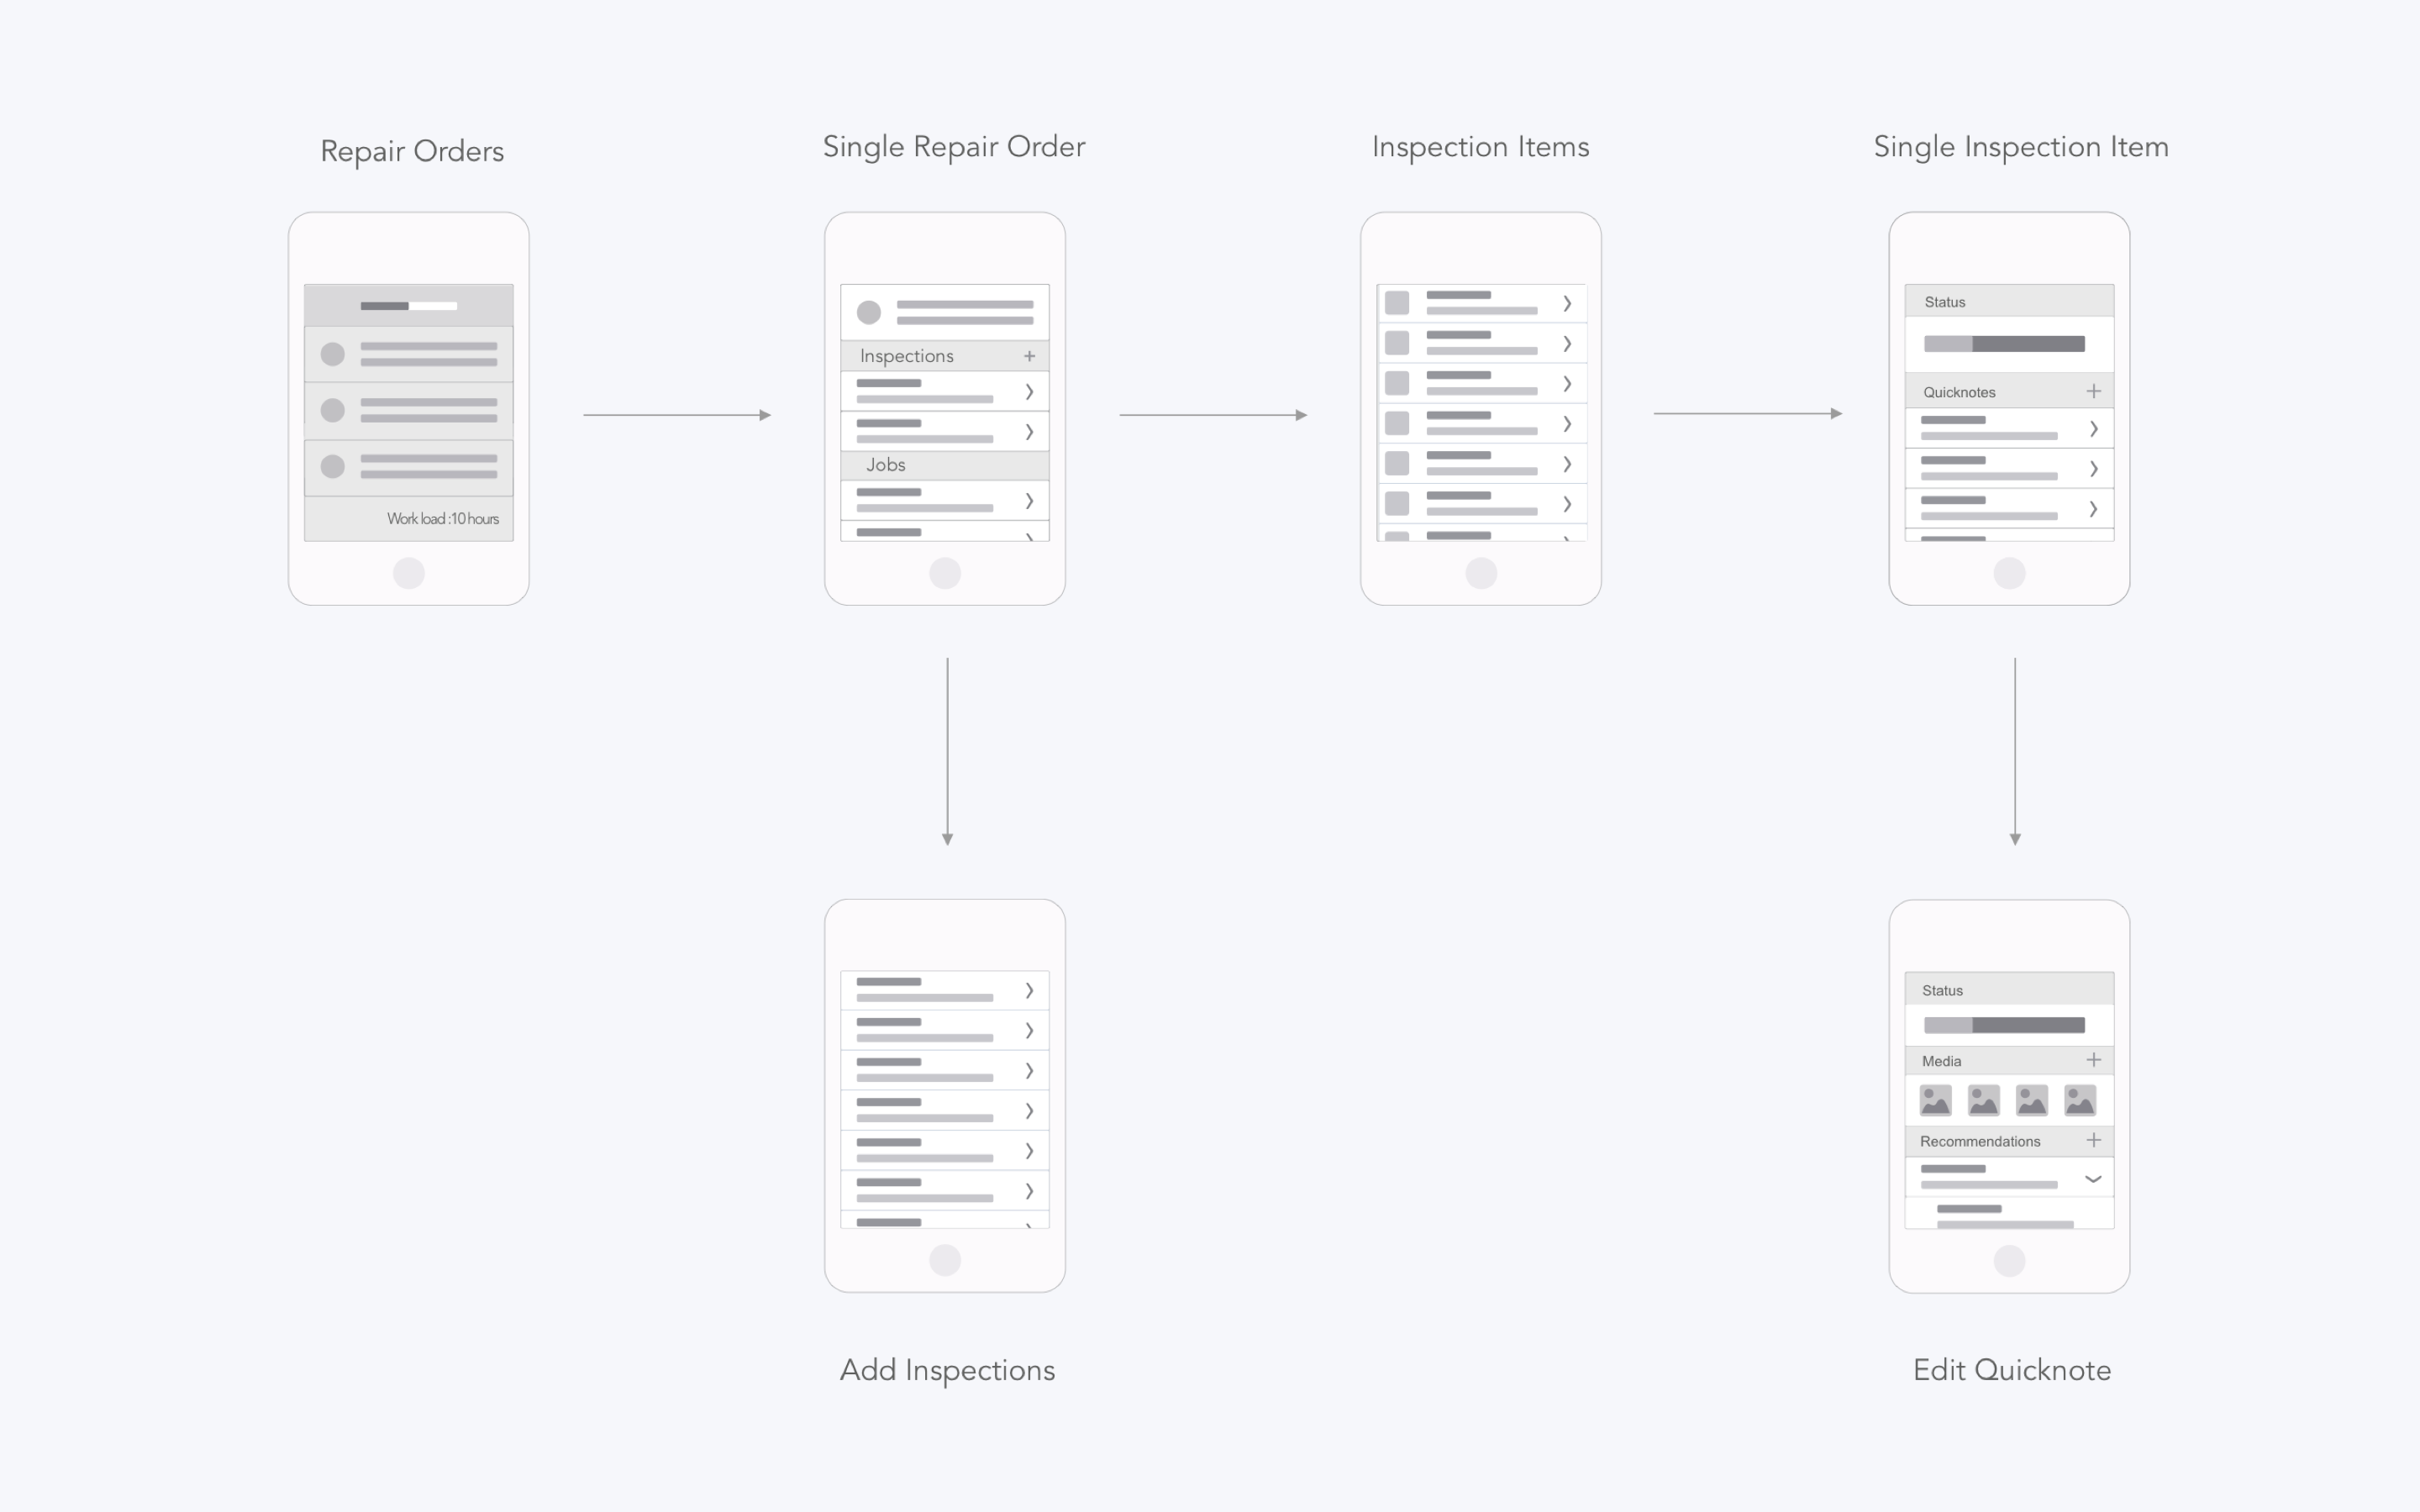 Repair Orders
Single Repair Order
Inspection Items
Single Inspection Item
Work load :10 hours
Inspections
Jobs
Status
Quicknotes
Status
Media
Recommendations
Add Inspections
Edit Quicknote